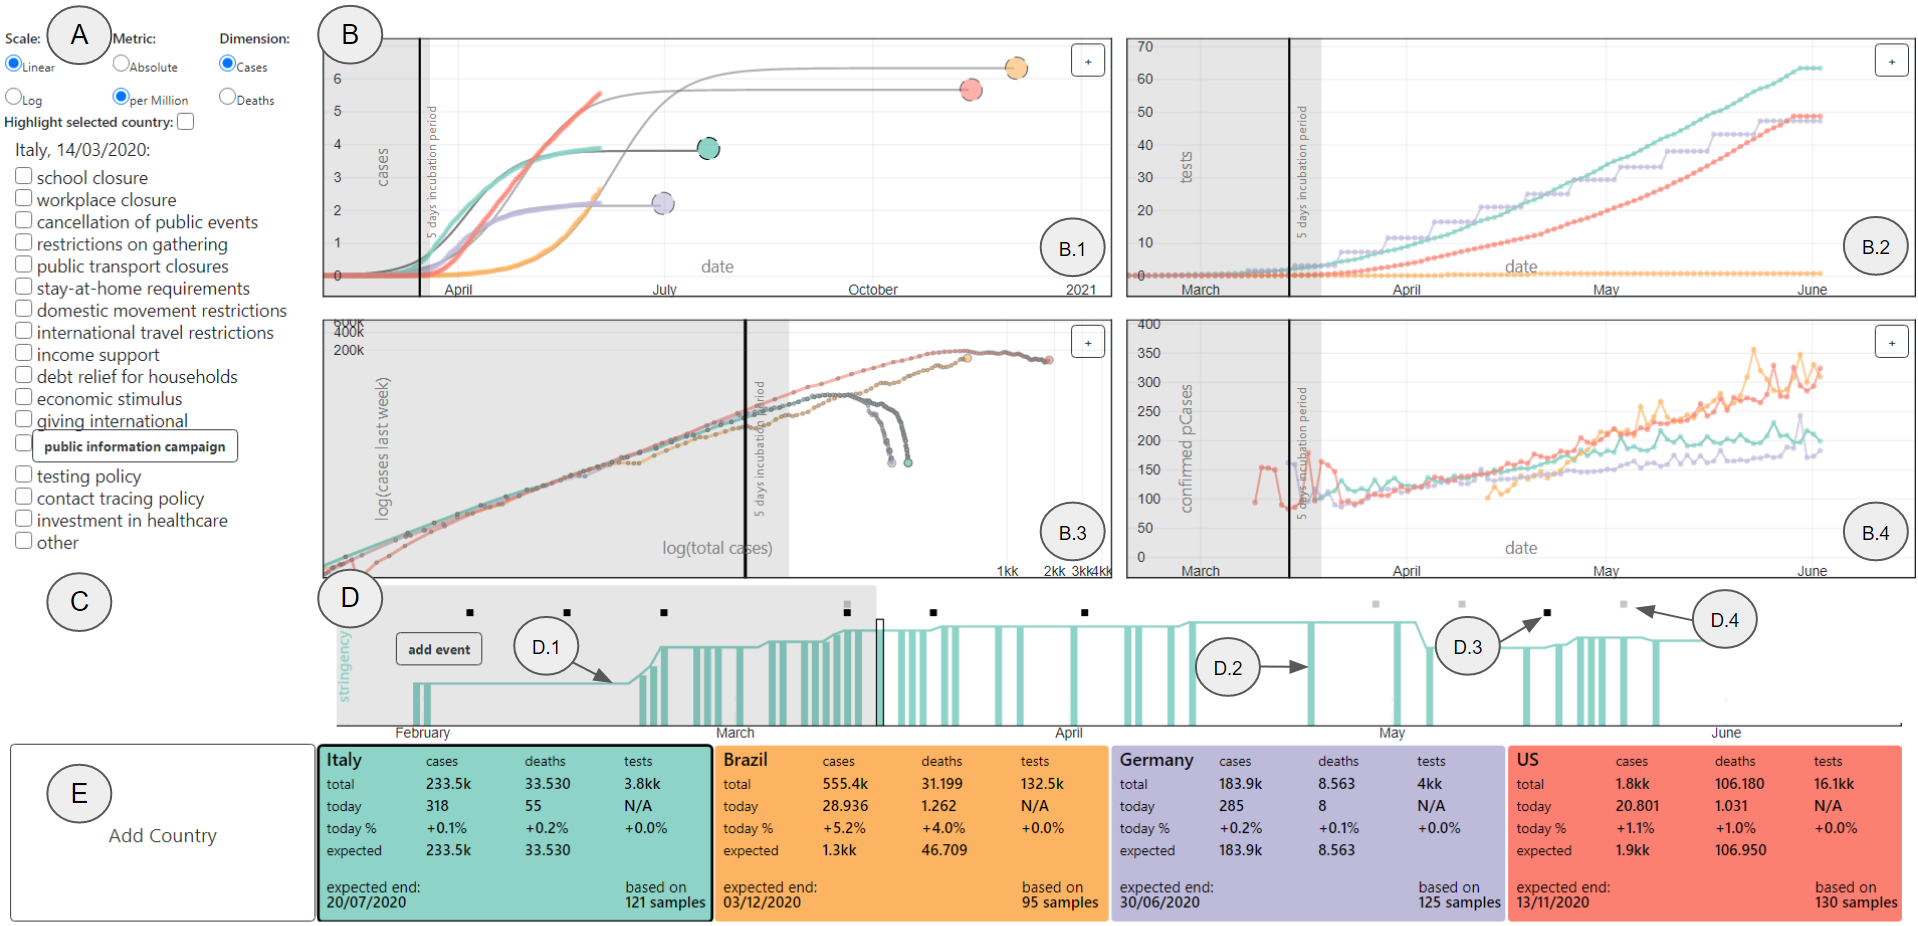 A
Scale:
Metric:
Dimension:
Linear
Absolute
Cases
Log
per Million
Deaths
Highlight selected country:
Italy, 14/03/2020:
school closure
workplace closure
cancellation of public events
restrictions on gathering
public transport closures
stay-at-home requirements
domestic movement restrictions
international travel restrictions
income support
debt relief for households
economic stimulus
giving international
public information campaign
testing policy
contact tracing policy
investment in healthcare
other
C
B
6
5
4
3
2
1
0
cases
5 days incubation period
date
+
B.1
April
July
October
2021
70
60
50
40
30
20
10
0
tests
5 days incubation period
date
+
B.2
March
April
May
June
600k
400k
200k
log(cases last week)
5 days incubation period
log(total cases)
+
B.3
1kk
2kk
3kk
4kk
400
350
300
250
200
150
100
50
0
confirmed pCases
5 days incubation period
date
+
B.4
March
April
May
June
D
stringency
add event
D.1
D.2
D.3
D.4
February
March
April
May
June
E
Add Country
Italy cases deaths tests
total 233.5k 33.530 3.8kk
today 318 55 N/A
today % +0.1% +0.2% +0.0%
expected 233.5k 33.530
expected end: based on
20/07/2020 121 samples
Brazil cases deaths tests
total 555.4k 31.199 132.5k
today 28.936 1.262 N/A
today % +5.2% +4.0% +0.0%
expected 1.3kk 46.709
expected end: based on
03/12/2020 95 samples
Germany cases deaths tests
total 183.9k 8.563 4kk
today 285 8 N/A
today % +0.2% +0.1% +0.0%
expected 183.9k 8.563
expected end: based on
30/06/2020 125 samples
US cases deaths tests
total 1.8kk 106.180 16.1kk
today 20.801 1.031 N/A
today % +1.1% +1.0% +0.0%
expected 1.9kk 106.950
expected end: based on
13/11/2020 130 samples